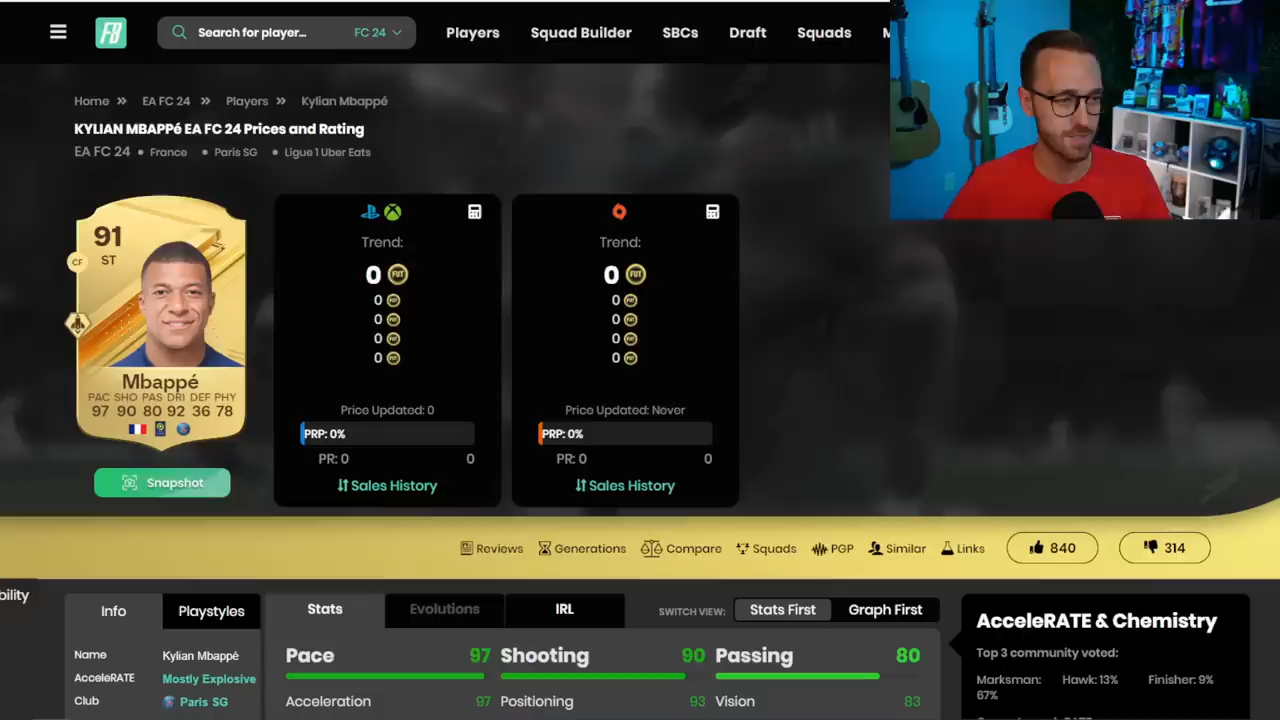 FB
Search for player...
FC 24
Players
Squad Builder
SBCs
Draft
Squads
M
Home » EA FC 24 » Players » Kylian Mbappé
KYLIAN MBAPPé EA FC 24 Prices and Rating
EA FC 24 • France • Paris SG • Ligue 1 Uber Eats
91
ST
CF
Mbappé
PAC SHO PAS DRI DEF PHY
97 90 80 92 36 78
Snapshot
Trend:
0 FUT
0
0
0
0
Price Updated: 0
PRP: 0%
PR: 0
0
Sales History
Trend:
0 FUT
0
0
0
0
Price Updated: Never
PRP: 0%
PR: 0
0
Sales History
Reviews
Generations
Compare
Squads
PGP
Similar
Links
840
314
bility
Info
Playstyles
Name Kylian Mbappé
AcceleRATE Mostly Explosive
Club Paris SG
Stats
Evolutions
IRL
SWITCH VIEW:
Stats First
Graph First
Pace 97
Acceleration 97
Shooting 90
Positioning 93
Passing 80
Vision 83
AcceleRATE & Chemistry
Top 3 community voted:
Marksman: 67%
Hawk: 13%
Finisher: 9%